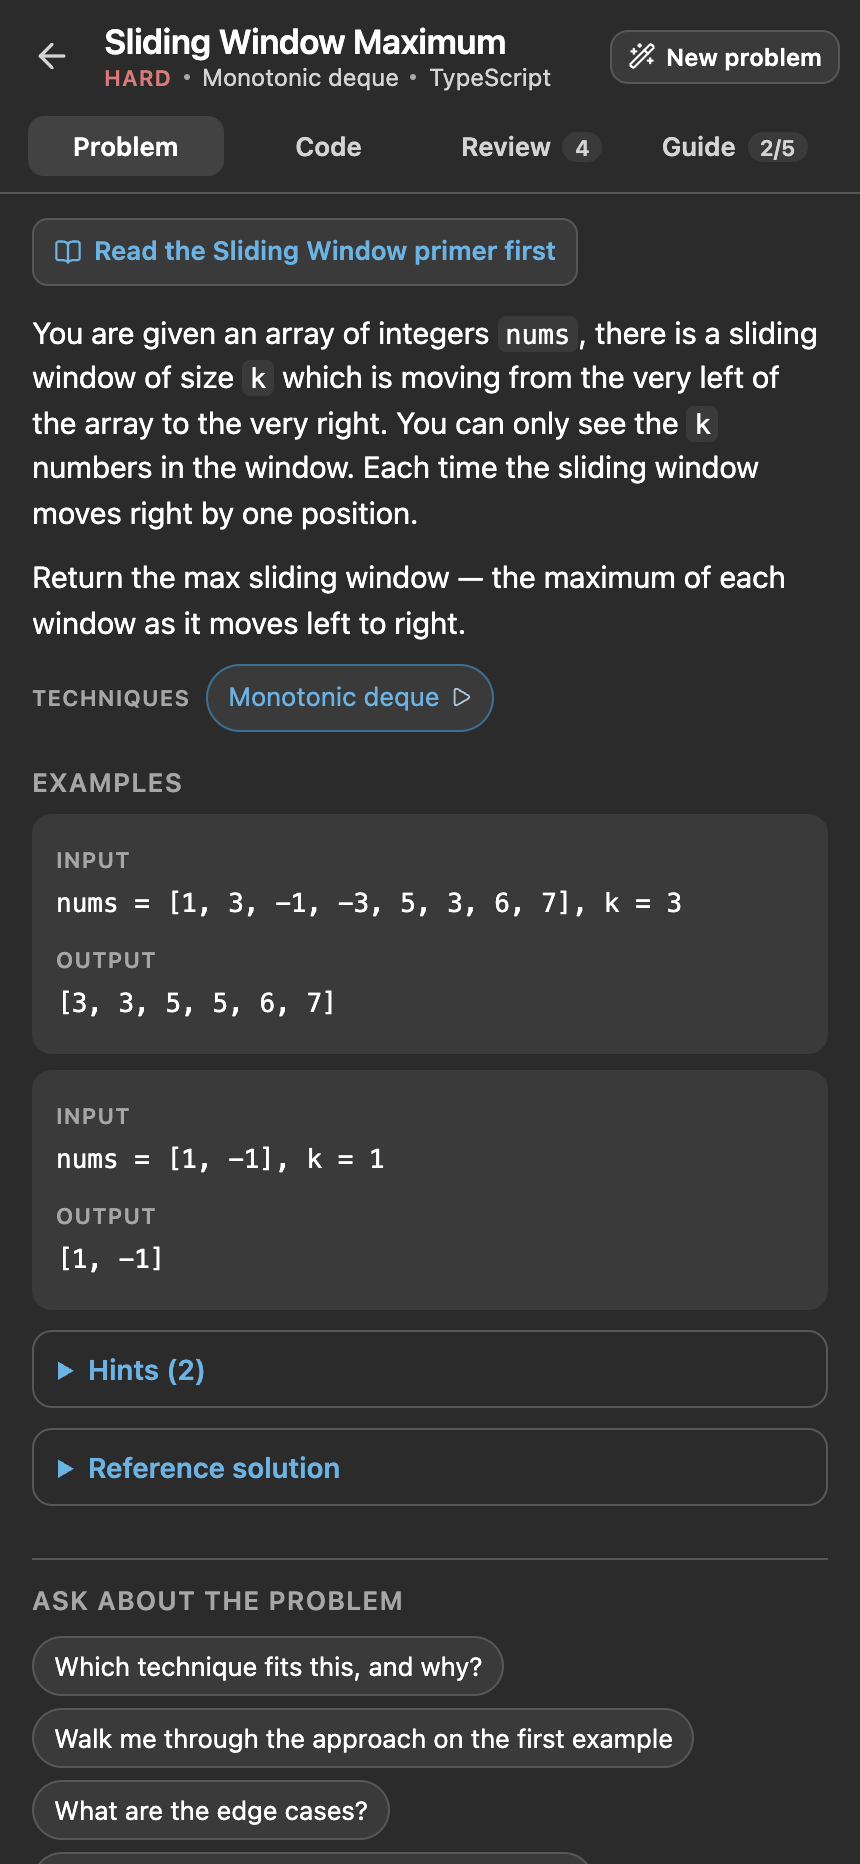 Sliding Window Maximum
HARD • Monotonic deque • TypeScript
New problem
Problem
Code
Review 4
Guide 2/5
Read the Sliding Window primer first
You are given an array of integers nums, there is a sliding
window of size k which is moving from the very left of
the array to the very right. You can only see the k
numbers in the window. Each time the sliding window
moves right by one position.
Return the max sliding window — the maximum of each
window as it moves left to right.
TECHNIQUES Monotonic deque
EXAMPLES
INPUT
nums = [1, 3, -1, -3, 5, 3, 6, 7], k = 3
OUTPUT
[3, 3, 5, 5, 6, 7]
INPUT
nums = [1, -1], k = 1
OUTPUT
[1, -1]
Hints (2)
Reference solution
ASK ABOUT THE PROBLEM
Which technique fits this, and why?
Walk me through the approach on the first example
What are the edge cases?